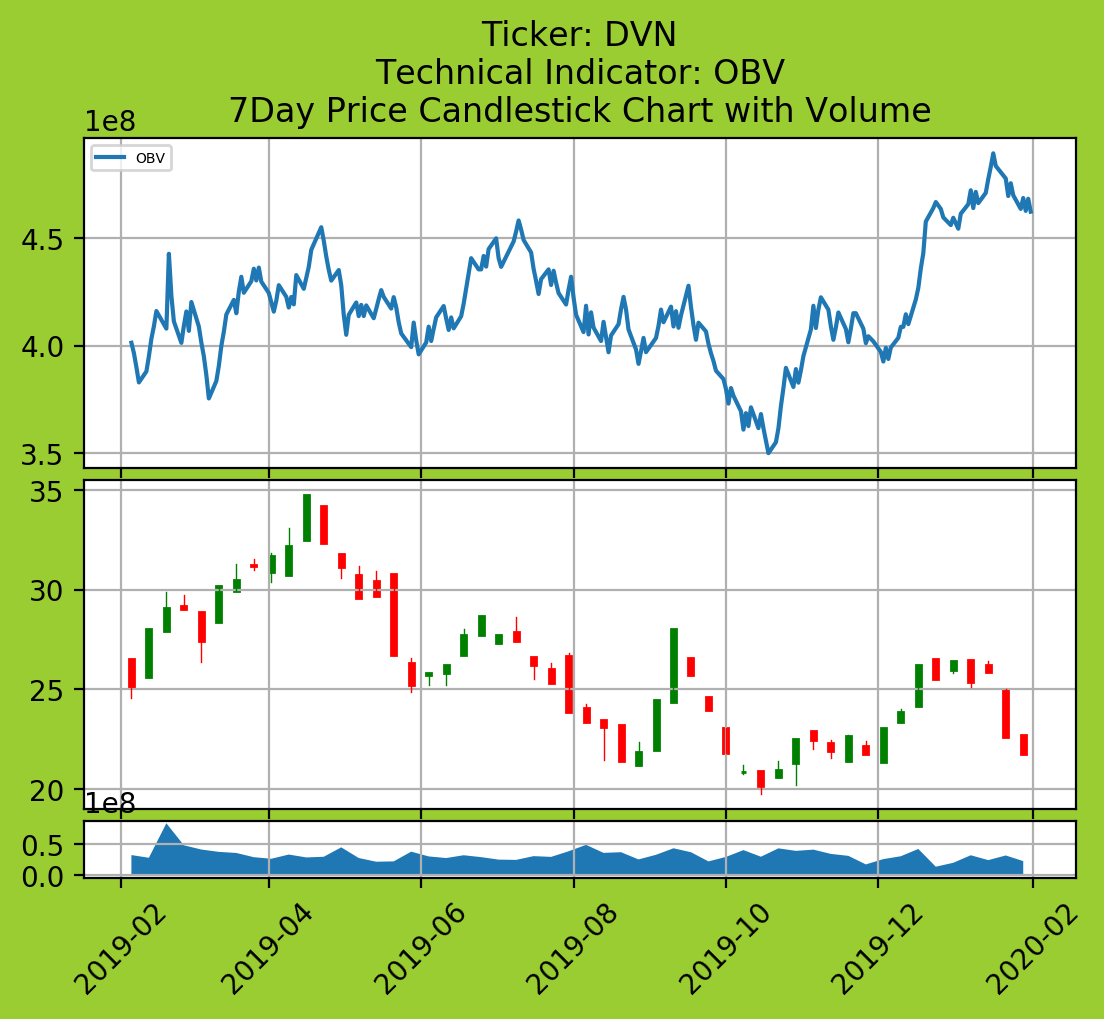 Ticker: DVN
Technical Indicator: OBV
7Day Price Candlestick Chart with Volume
1e8
OBV
4.5
4.0
3.5
35
30
25
20
1e8
0.5
0.0
2019-02
2019-04
2019-06
2019-08
2019-10
2019-12
2020-02